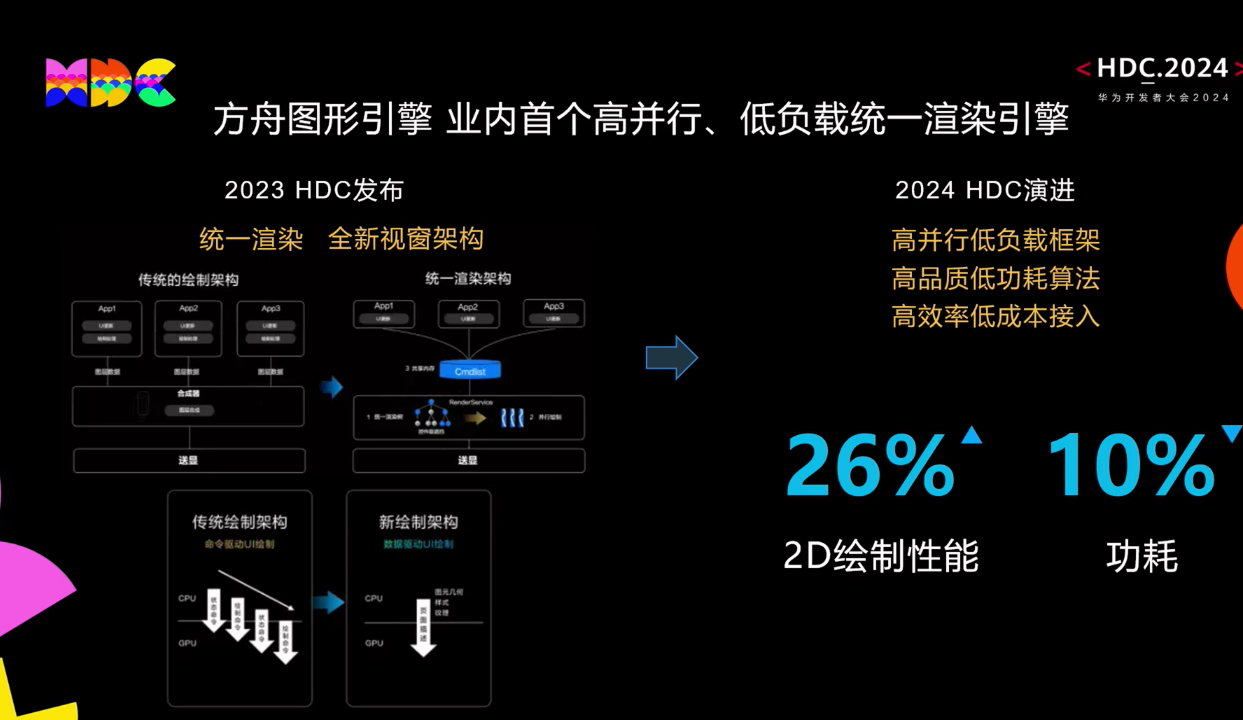 HDC
<HDC.2024>
华为开发者大会2024
方舟图形引擎 业内首个高并行、低负载统一渲染引擎
2023 HDC发布
统一渲染 全新视窗架构
传统的绘制架构
App1 App2 App3
UI更新 UI更新 UI更新
绘制处理 绘制处理 绘制处理
图层数据 图层数据 图层数据
合成器
图层合成
送显
统一渲染架构
App1 App2 App3
UI更新 UI更新 UI更新
3 共享内存
Cmdlist
RenderService
1 统一渲染树
2 并行绘制
送显
传统绘制架构
命令驱动UI绘制
CPU
GPU
状态命令
绘制命令
状态命令
绘制命令
新绘制架构
数据驱动UI绘制
CPU
GPU
图元几何
样式
纹理
页面描述
2024 HDC演进
高并行低负载框架
高品质低功耗算法
高效率低成本接入
26% 10%
2D绘制性能 功耗